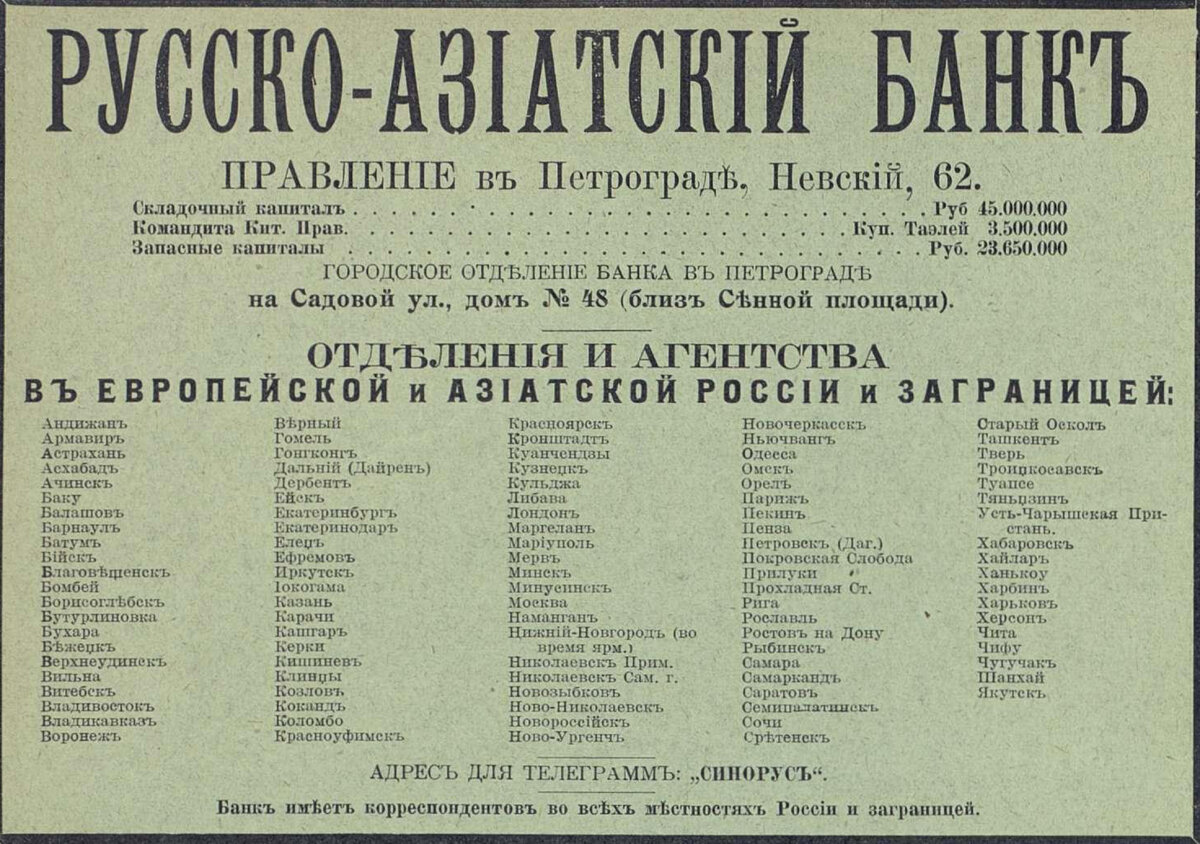 РУССКО-АЗІАТСКІЙ БАНКЪ
ПРАВЛЕНІЕ въ Петроградѣ, Невскій, 62.
Складочный капиталъ . . . . . . . . . . . . . . . . . . . . . . . . Руб 45.000.000
Командита Кит. Прав. . . . . . . . . . . . . . . . . . . . . Куп. Таэлей 3.500.000
Запасные капиталы . . . . . . . . . . . . . . . . . . . . . . . . Руб. 23.650.000
ГОРОДСКОЕ ОТДѢЛЕНІЕ БАНКА ВЪ ПЕТРОГРАДѢ
на Садовой ул., домъ № 48 (близъ Сѣнной площади).
ОТДѢЛЕНІЯ И АГЕНТСТВА
ВЪ ЕВРОПЕЙСКОЙ и АЗІАТСКОЙ РОССІИ и ЗАГРАНИЦЕЙ:
Андижанъ
Армавиръ
Астрахань
Асхабадъ
Ачинскъ
Баку
Балашовъ
Барнаулъ
Батумъ
Бійскъ
Благовѣщенскъ
Бомбей
Борисоглѣбскъ
Бутурлиновка
Бухара
Бѣжецкъ
Верхнеудинскъ
Вильна
Витебскъ
Владивостокъ
Владикавказъ
Воронежъ
Вѣрный
Гомель
Гонгконгъ
Дальній (Дайренъ)
Дербентъ
Ейскъ
Екатеринбургъ
Екатеринодаръ
Елецъ
Ефремовъ
Иркутскъ
Іокогама
Казань
Карачи
Кашгаръ
Керки
Кишиневъ
Клинцы
Козловъ
Кокандъ
Коломбо
Красноуфимскъ
Красноярскъ
Кронштадтъ
Куанчендзы
Кузнецкъ
Кульджа
Либава
Лондонъ
Маргеланъ
Маріуполь
Мервъ
Минскъ
Минусинскъ
Москва
Наманганъ
Нижній-Новгородъ (во
время ярм.)
Николаевскъ Прим.
Николаевскъ Сам. г.
Новозыбковъ
Ново-Николаевскъ
Новороссійскъ
Ново-Ургенчъ
Новочеркасскъ
Ньючвангъ
Одесса
Омскъ
Орелъ
Парижъ
Пекинъ
Пенза
Петровскъ (Даг.)
Покровская Слобода
Прилуки
Прохладная Ст.
Рига
Рославль
Ростовъ на Дону
Рыбинскъ
Самара
Самаркандъ
Саратовъ
Семипалатинскъ
Сочи
Срѣтенскъ
Старый Осколъ
Ташкентъ
Тверь
Троицкосавскъ
Туапсе
Тяньцзинъ
Усть-Чарышская При-
стань.
Хабаровскъ
Хайларъ
Ханькоу
Харбинъ
Харьковъ
Херсонъ
Чита
Чифу
Чугучакъ
Шанхай
Якутскъ
АДРЕСЪ ДЛЯ ТЕЛЕГРАММЪ: „СИНОРУСЪ“.
Банкъ имѣетъ корреспондентовъ во всѣхъ мѣстностяхъ Россіи и заграницей.